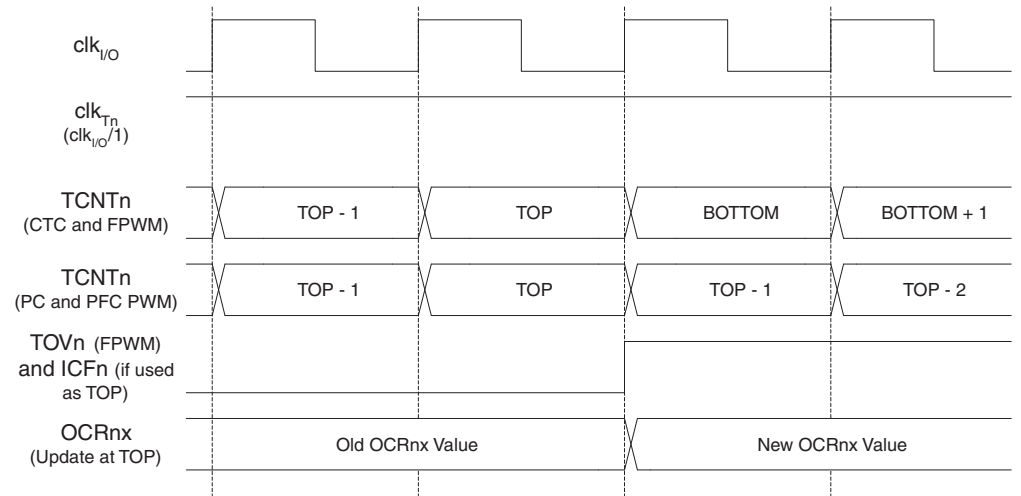 clkI/O
clkTn
(clkI/O/1)
TCNTn
(CTC and FPWM)
TOP - 1 TOP BOTTOM BOTTOM + 1
TCNTn
(PC and PFC PWM)
TOP - 1 TOP TOP - 1 TOP - 2
TOVn (FPWM)
and ICFn (if used
as TOP)
OCRnx
(Update at TOP)
Old OCRnx Value New OCRnx Value